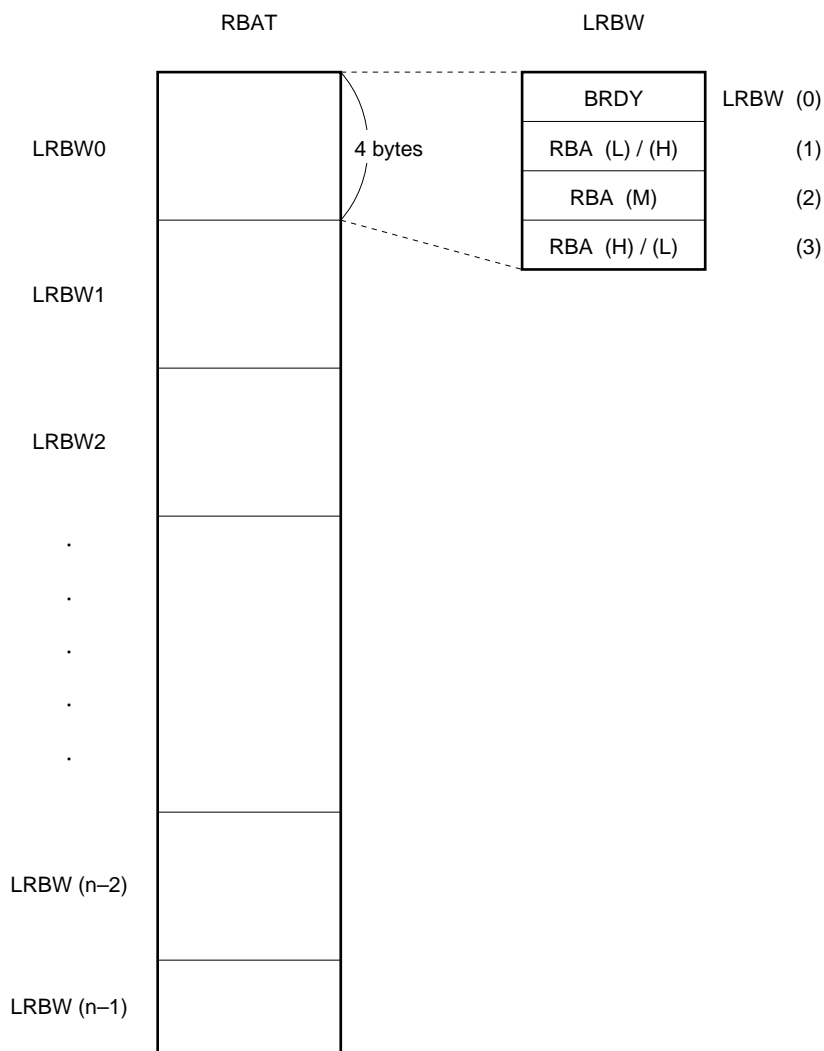 RBAT LRBW
BRDY LRBW (0)
LRBW0 4 bytes RBA (L) / (H) (1)
RBA (M) (2)
RBA (H) / (L) (3)
LRBW1
LRBW2
.
.
.
.
.
LRBW (n–2)
LRBW (n–1)